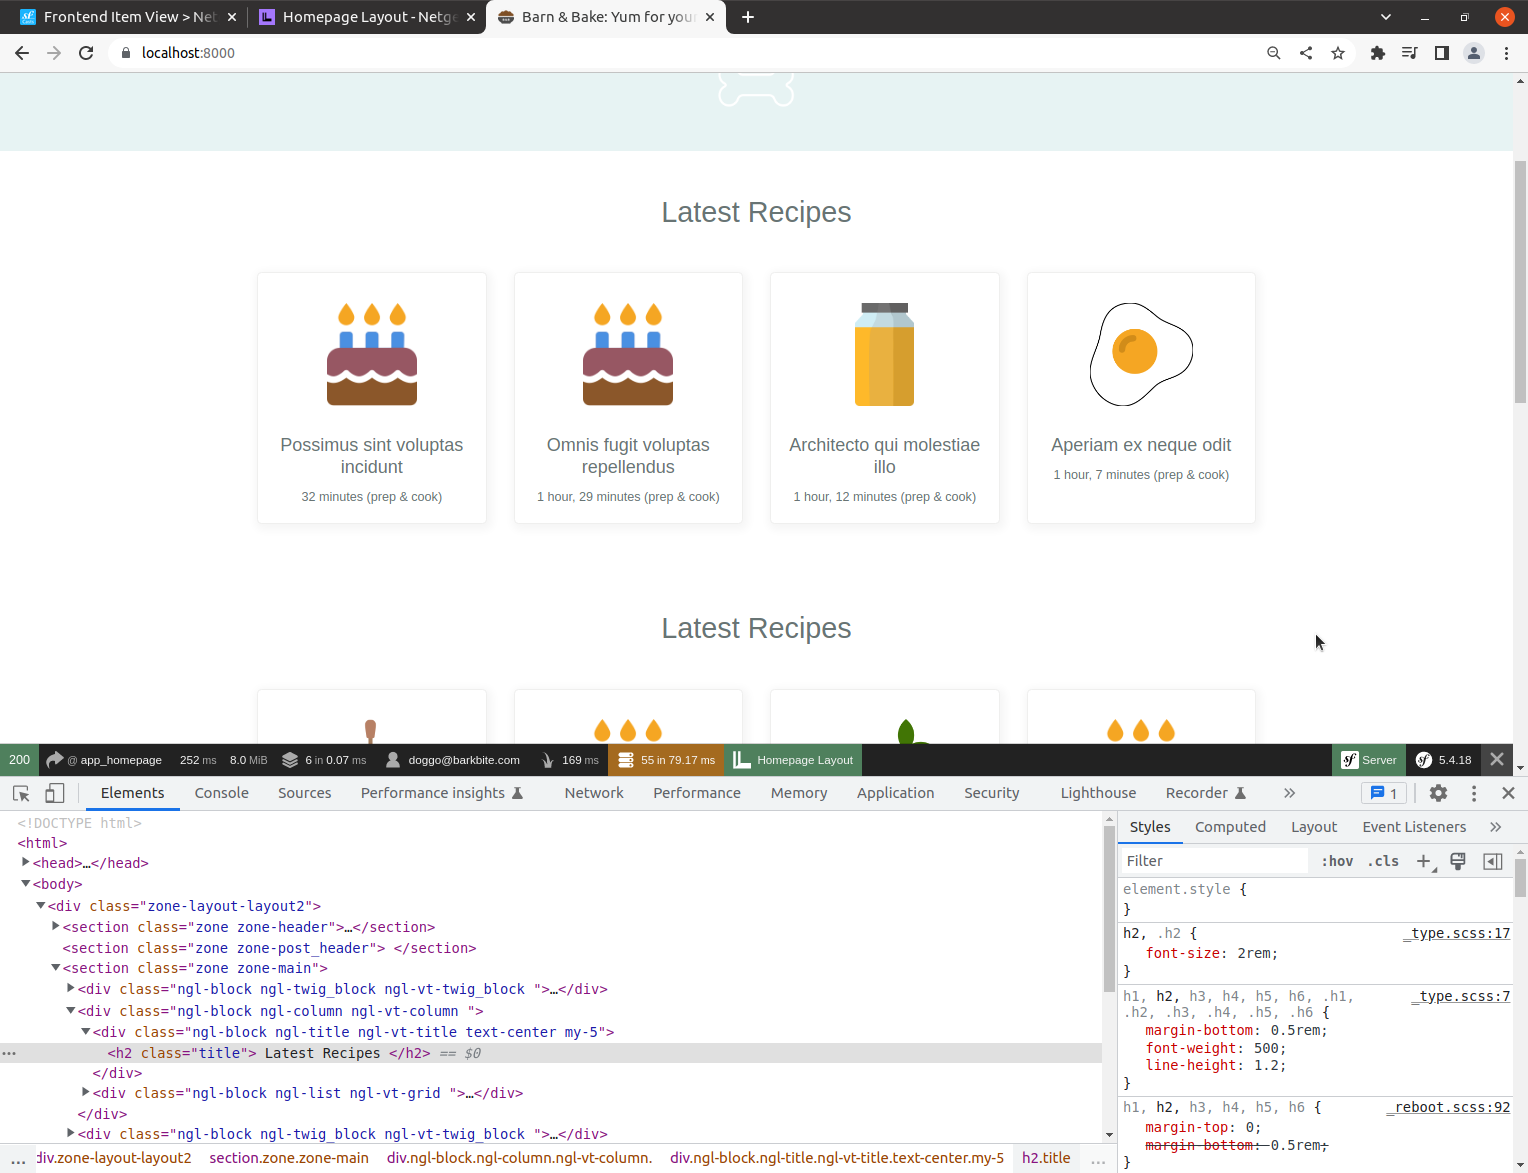 Frontend Item View > Net
Homepage Layout - Netge
Barn & Bake: Yum for your
localhost:8000
Latest Recipes
Possimus sint voluptas
incidunt
32 minutes (prep & cook)
Omnis fugit voluptas
repellendus
1 hour, 29 minutes (prep & cook)
Architecto qui molestiae
illo
1 hour, 12 minutes (prep & cook)
Aperiam ex neque odit
1 hour, 7 minutes (prep & cook)
Latest Recipes
200 @ app_homepage 252 ms 8.0 MiB 6 in 0.07 ms doggo@barkbite.com 169 ms 55 in 79.17 ms Homepage Layout Server 5.4.18
Elements Console Sources Performance insights Network Performance Memory Application Security Lighthouse Recorder » 1
<!DOCTYPE html>
<html>
<head>…</head>
<body>
<div class="zone-layout-layout2">
<section class="zone zone-header">…</section>
<section class="zone zone-post_header"> </section>
<section class="zone zone-main">
<div class="ngl-block ngl-twig_block ngl-vt-twig_block ">…</div>
<div class="ngl-block ngl-column ngl-vt-column ">
<div class="ngl-block ngl-title ngl-vt-title text-center my-5">
<h2 class="title"> Latest Recipes </h2> == $0
</div>
<div class="ngl-block ngl-list ngl-vt-grid ">…</div>
</div>
<div class="ngl-block ngl-twig_block ngl-vt-twig_block ">…</div>
... div.zone-layout-layout2 section.zone.zone-main div.ngl-block.ngl-column.ngl-vt-column. div.ngl-block.ngl-title.ngl-vt-title.text-center.my-5 h2.title ...
Styles Computed Layout Event Listeners »
Filter :hov .cls +
element.style {
}
h2, .h2 { _type.scss:17
font-size: 2rem;
}
h1, h2, h3, h4, h5, h6, .h1, _type.scss:7
.h2, .h3, .h4, .h5, .h6 {
margin-bottom: 0.5rem;
font-weight: 500;
line-height: 1.2;
}
h1, h2, h3, h4, h5, h6 { _reboot.scss:92
margin-top: 0;
margin-bottom: 0.5rem;
}